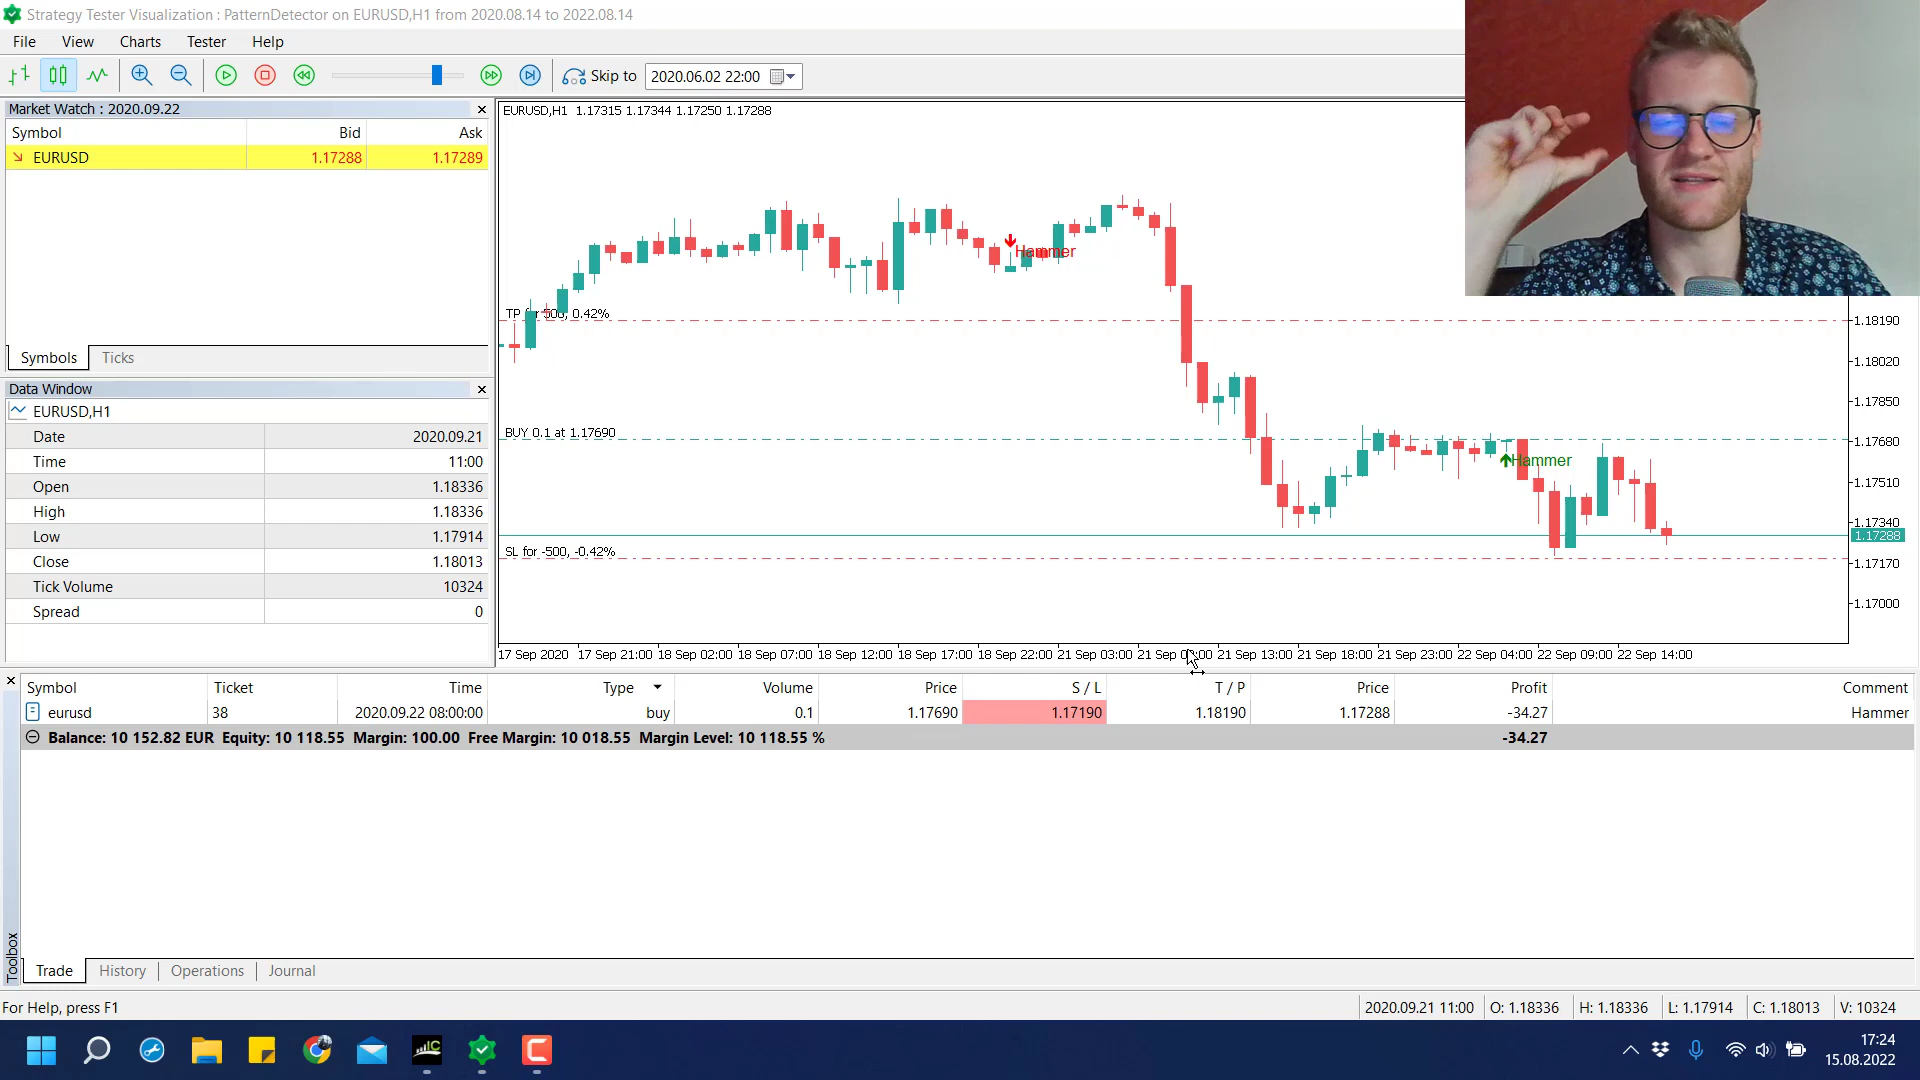 Strategy Tester Visualization : PatternDetector on EURUSD,H1 from 2020.08.14 to 2022.08.14
File View Charts Tester Help
Skip to 2020.06.02 22:00
Market Watch : 2020.09.22
Symbol Bid Ask
EURUSD 1.17288 1.17289
Symbols Ticks
Data Window
EURUSD,H1
Date 2020.09.21
Time 11:00
Open 1.18336
High 1.18336
Low 1.17914
Close 1.18013
Tick Volume 10324
Spread 0
EURUSD,H1 1.17315 1.17344 1.17250 1.17288
Hammer
TP for 500, 0.42%
BUY 0.1 at 1.17690
Hammer
SL for -500, -0.42%
1.18190
1.18020
1.17850
1.17680
1.17510
1.17340
1.17288
1.17170
1.17000
17 Sep 2020 17 Sep 21:00 18 Sep 02:00 18 Sep 07:00 18 Sep 12:00 18 Sep 17:00 18 Sep 22:00 21 Sep 03:00 21 Sep 13:00 21 Sep 18:00 21 Sep 23:00 22 Sep 04:00 22 Sep 09:00 22 Sep 14:00
Symbol Ticket Time Type Volume Price S / L T / P Price Profit Comment
eurusd 38 2020.09.22 08:00:00 buy 0.1 1.17690 1.17190 1.18190 1.17288 -34.27 Hammer
Balance: 10 152.82 EUR Equity: 10 118.55 Margin: 100.00 Free Margin: 10 018.55 Margin Level: 10 118.55 % -34.27
Toolbox
Trade History Operations Journal
For Help, press F1 2020.09.21 11:00 O: 1.18336 H: 1.18336 L: 1.17914 C: 1.18013 V: 10324
IC
C
17:24
15.08.2022